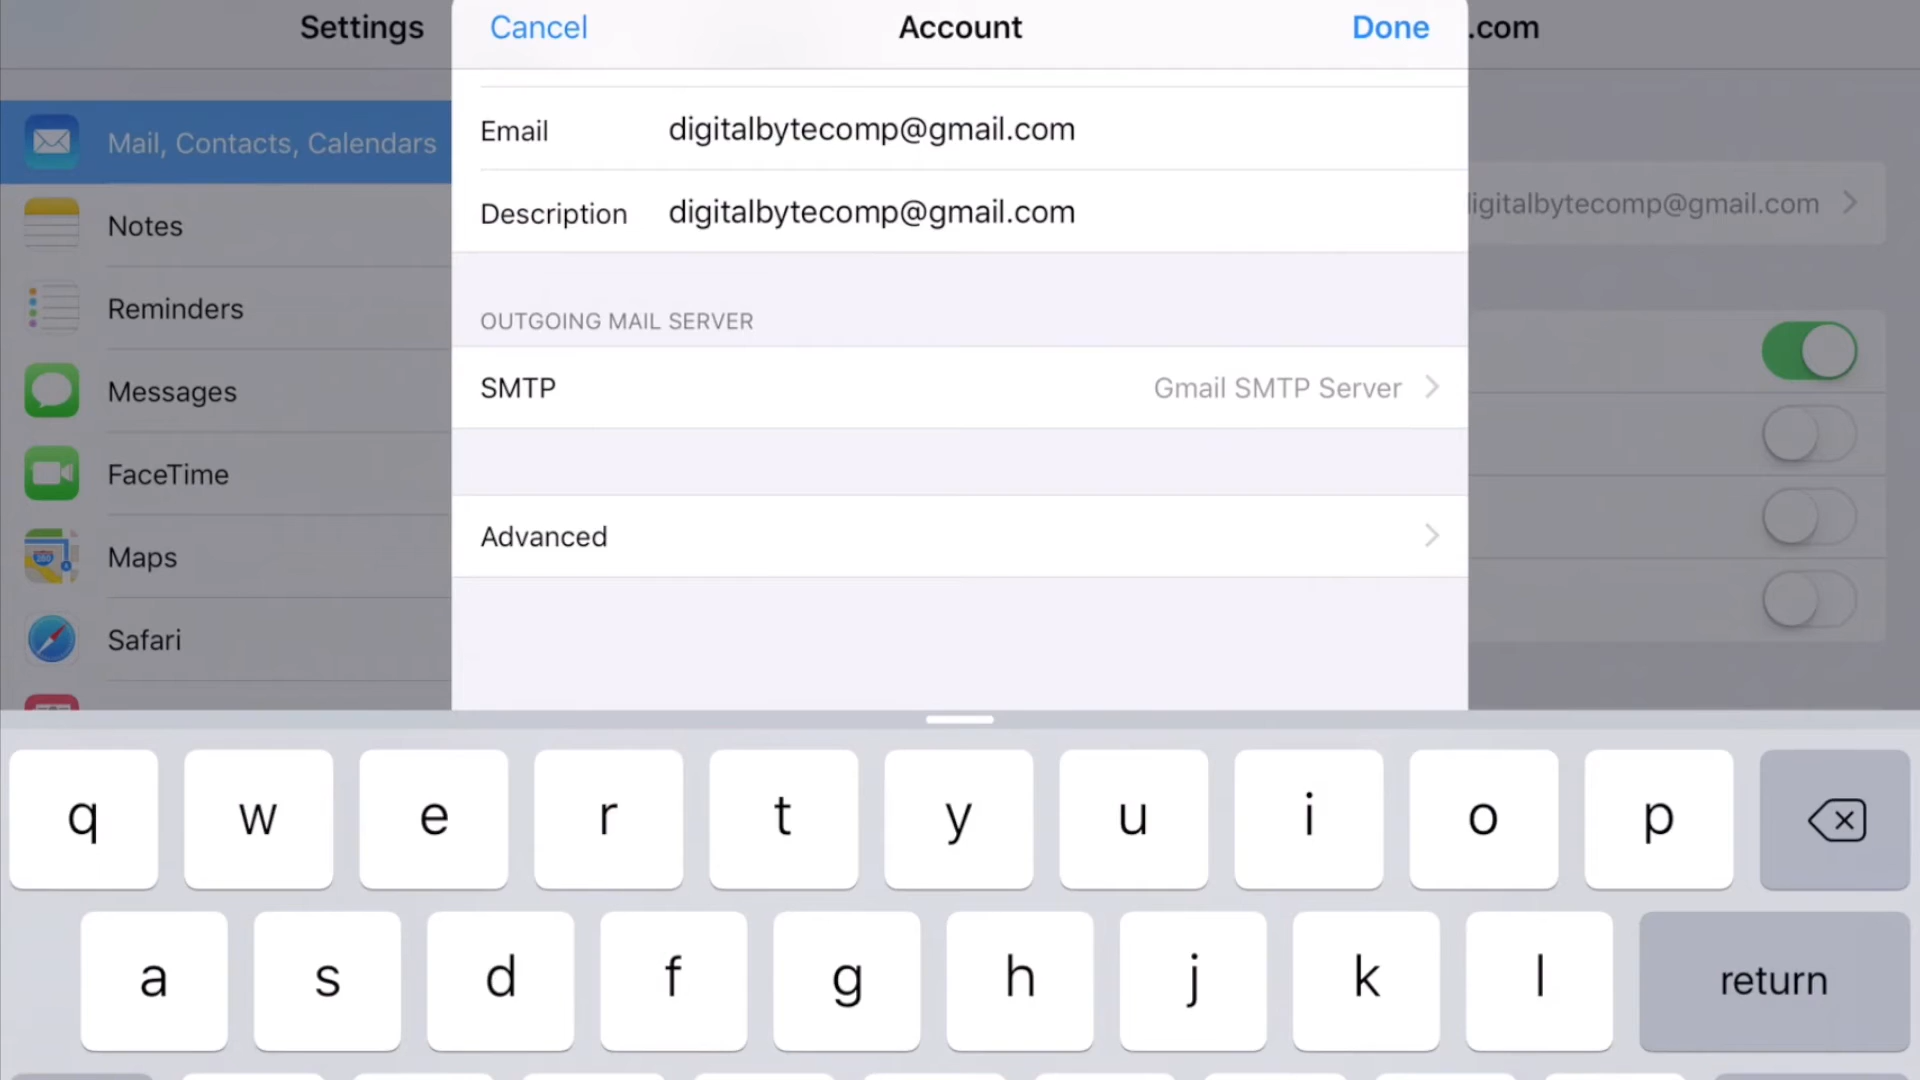 Settings
Cancel
Account
Done
.com
Mail, Contacts, Calendars
Notes
Reminders
Messages
FaceTime
Maps
Safari
Email digitalbytecomp@gmail.com
Description digitalbytecomp@gmail.com
OUTGOING MAIL SERVER
SMTP Gmail SMTP Server
Advanced
igitalbytecomp@gmail.com
q w e r t y u i o p
a s d f g h j k l return